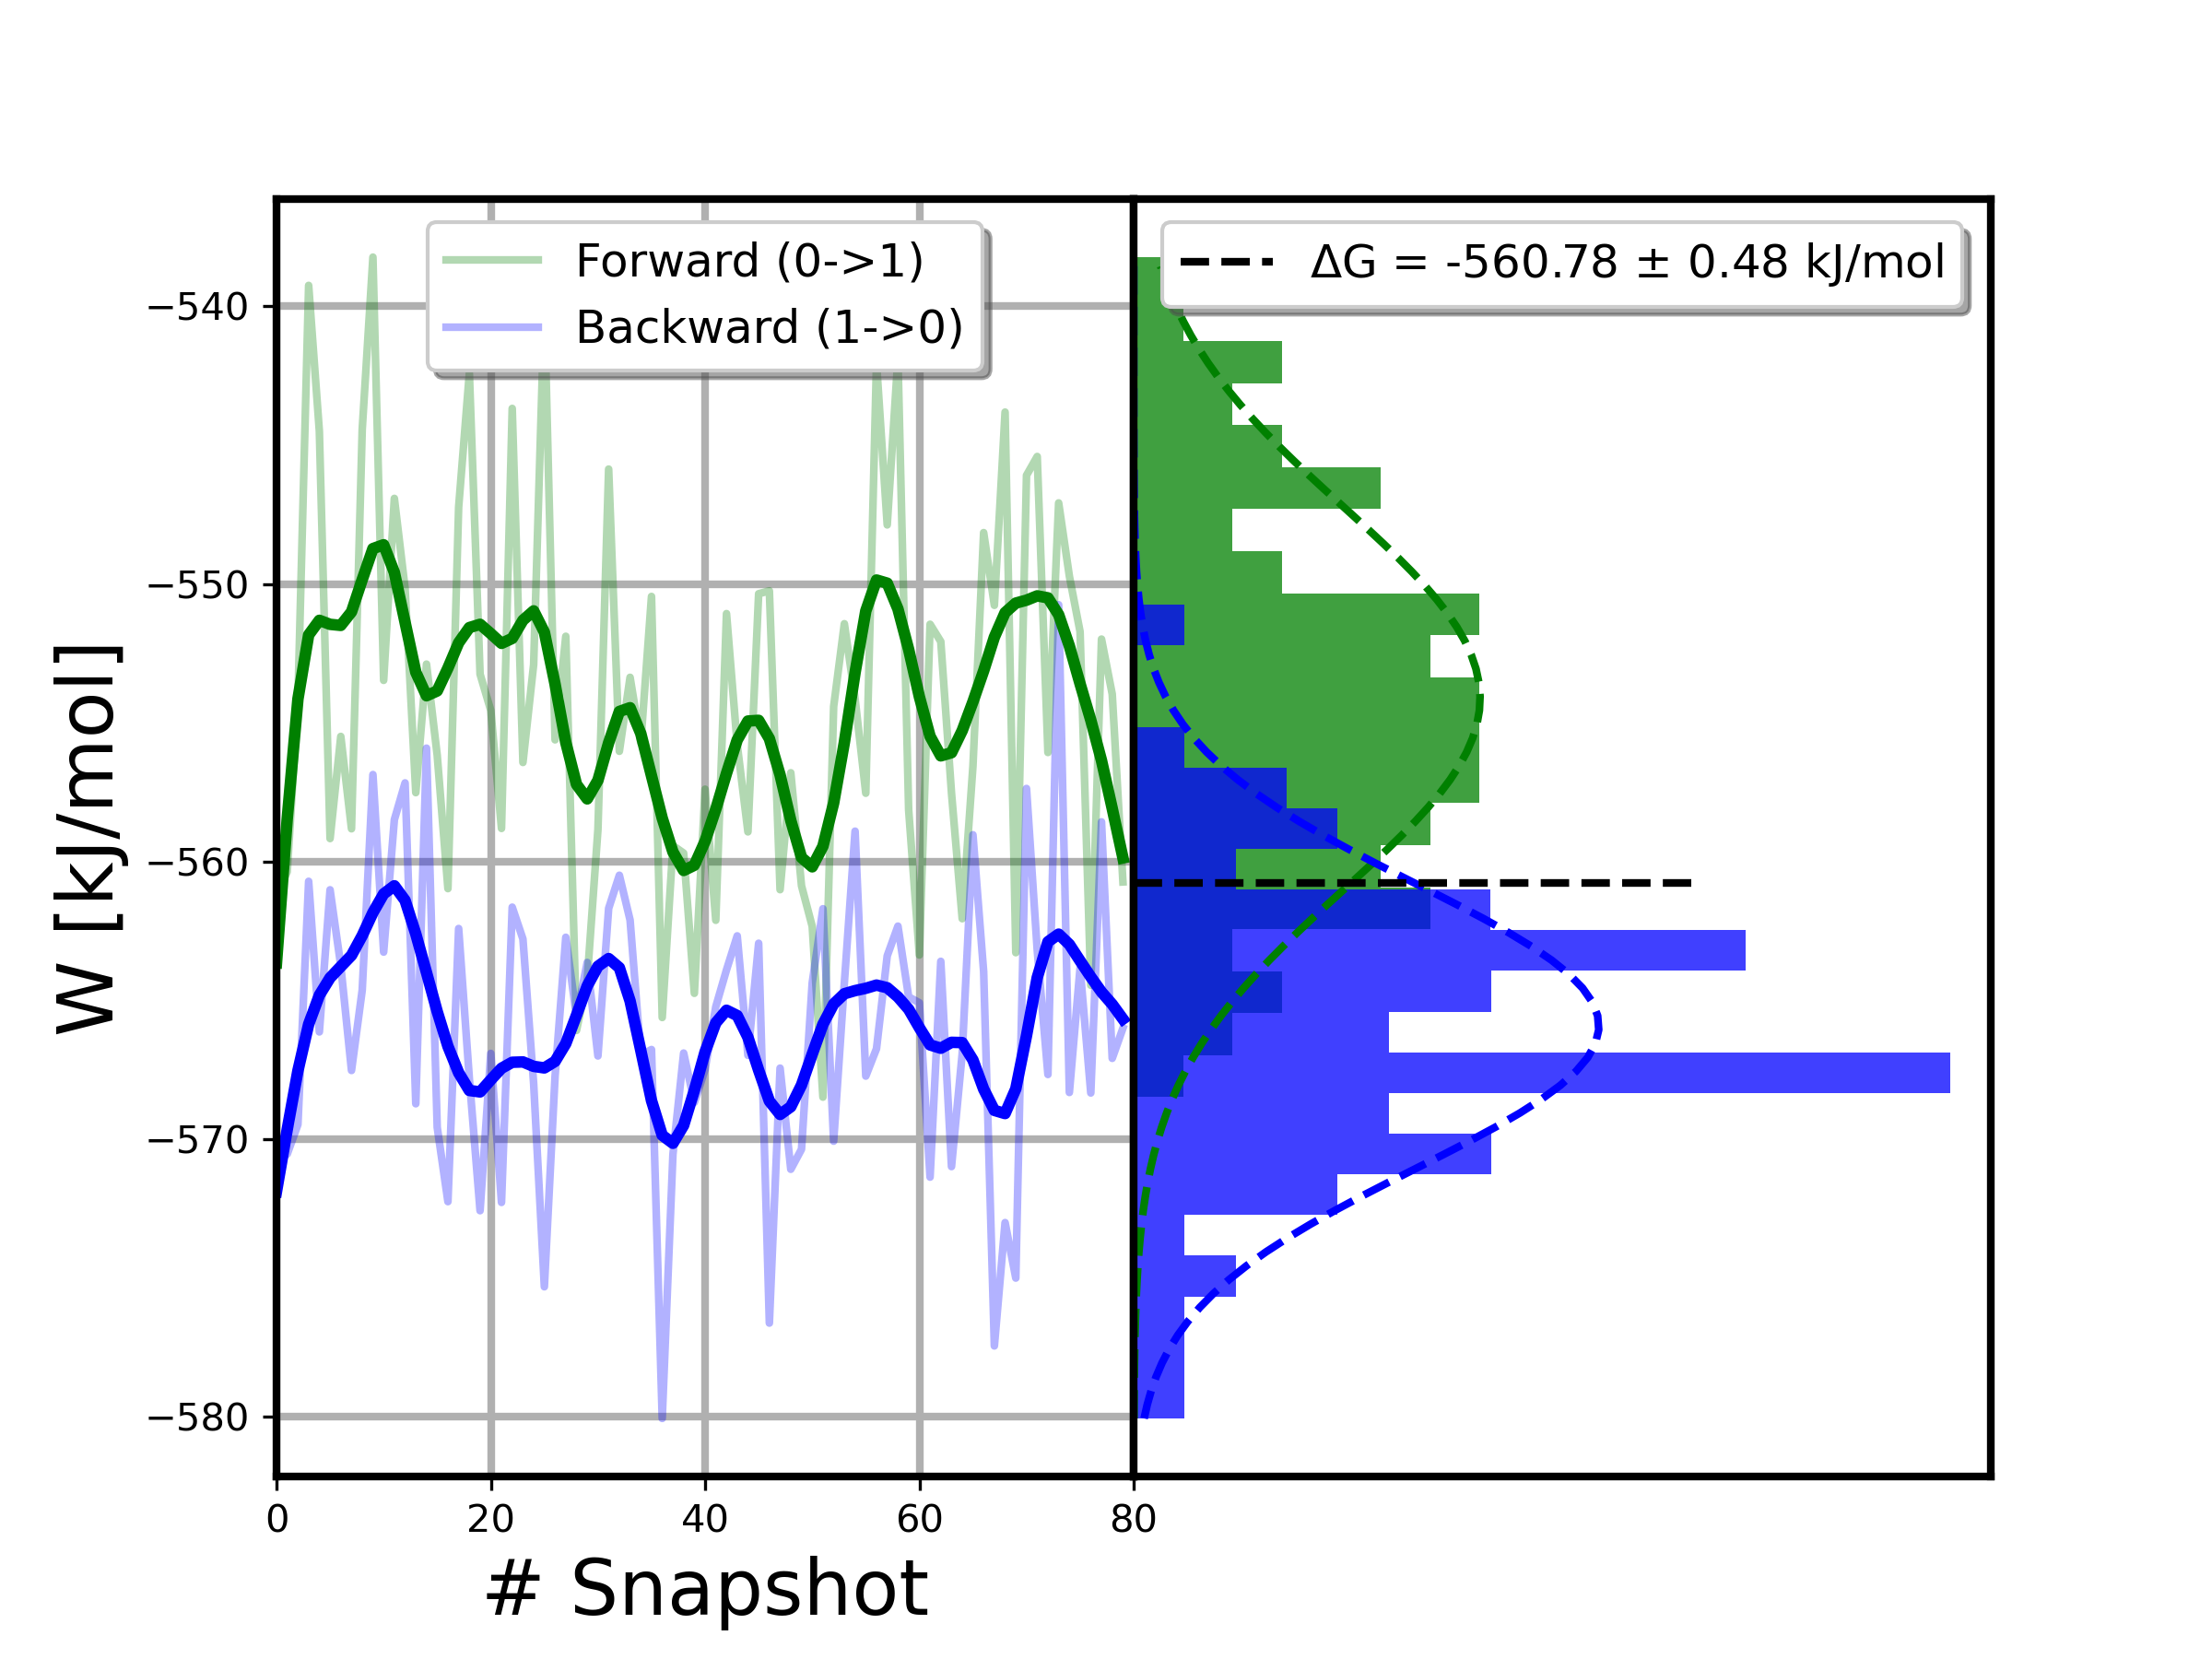 Forward (0->1)
Backward (1->0)
ΔG = -560.78 ± 0.48 kJ/mol
W [kJ/mol]
−540
−550
−560
−570
−580
0 20 40 60 80
# Snapshot